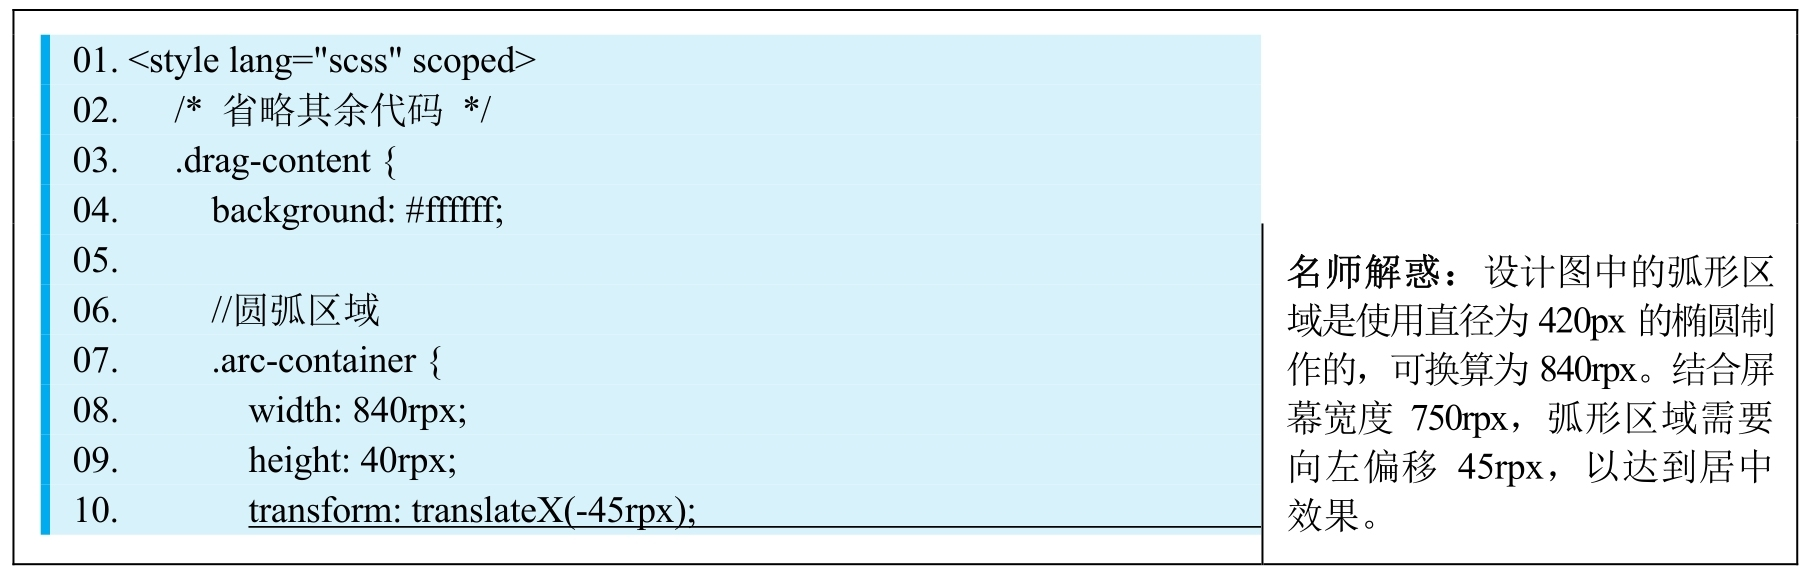 01. <style lang="scss" scoped>
02. /* 省略其余代码 */
03. .drag-content {
04. background: #ffffff;
05.
06. //圆弧区域
07. .arc-container {
08. width: 840rpx;
09. height: 40rpx;
10. transform: translateX(-45rpx);
名师解惑：设计图中的弧形区
域是使用直径为 420px 的椭圆制
作的，可换算为 840rpx。结合屏
幕宽度 750rpx，弧形区域需要
向左偏移 45rpx，以达到居中
效果。